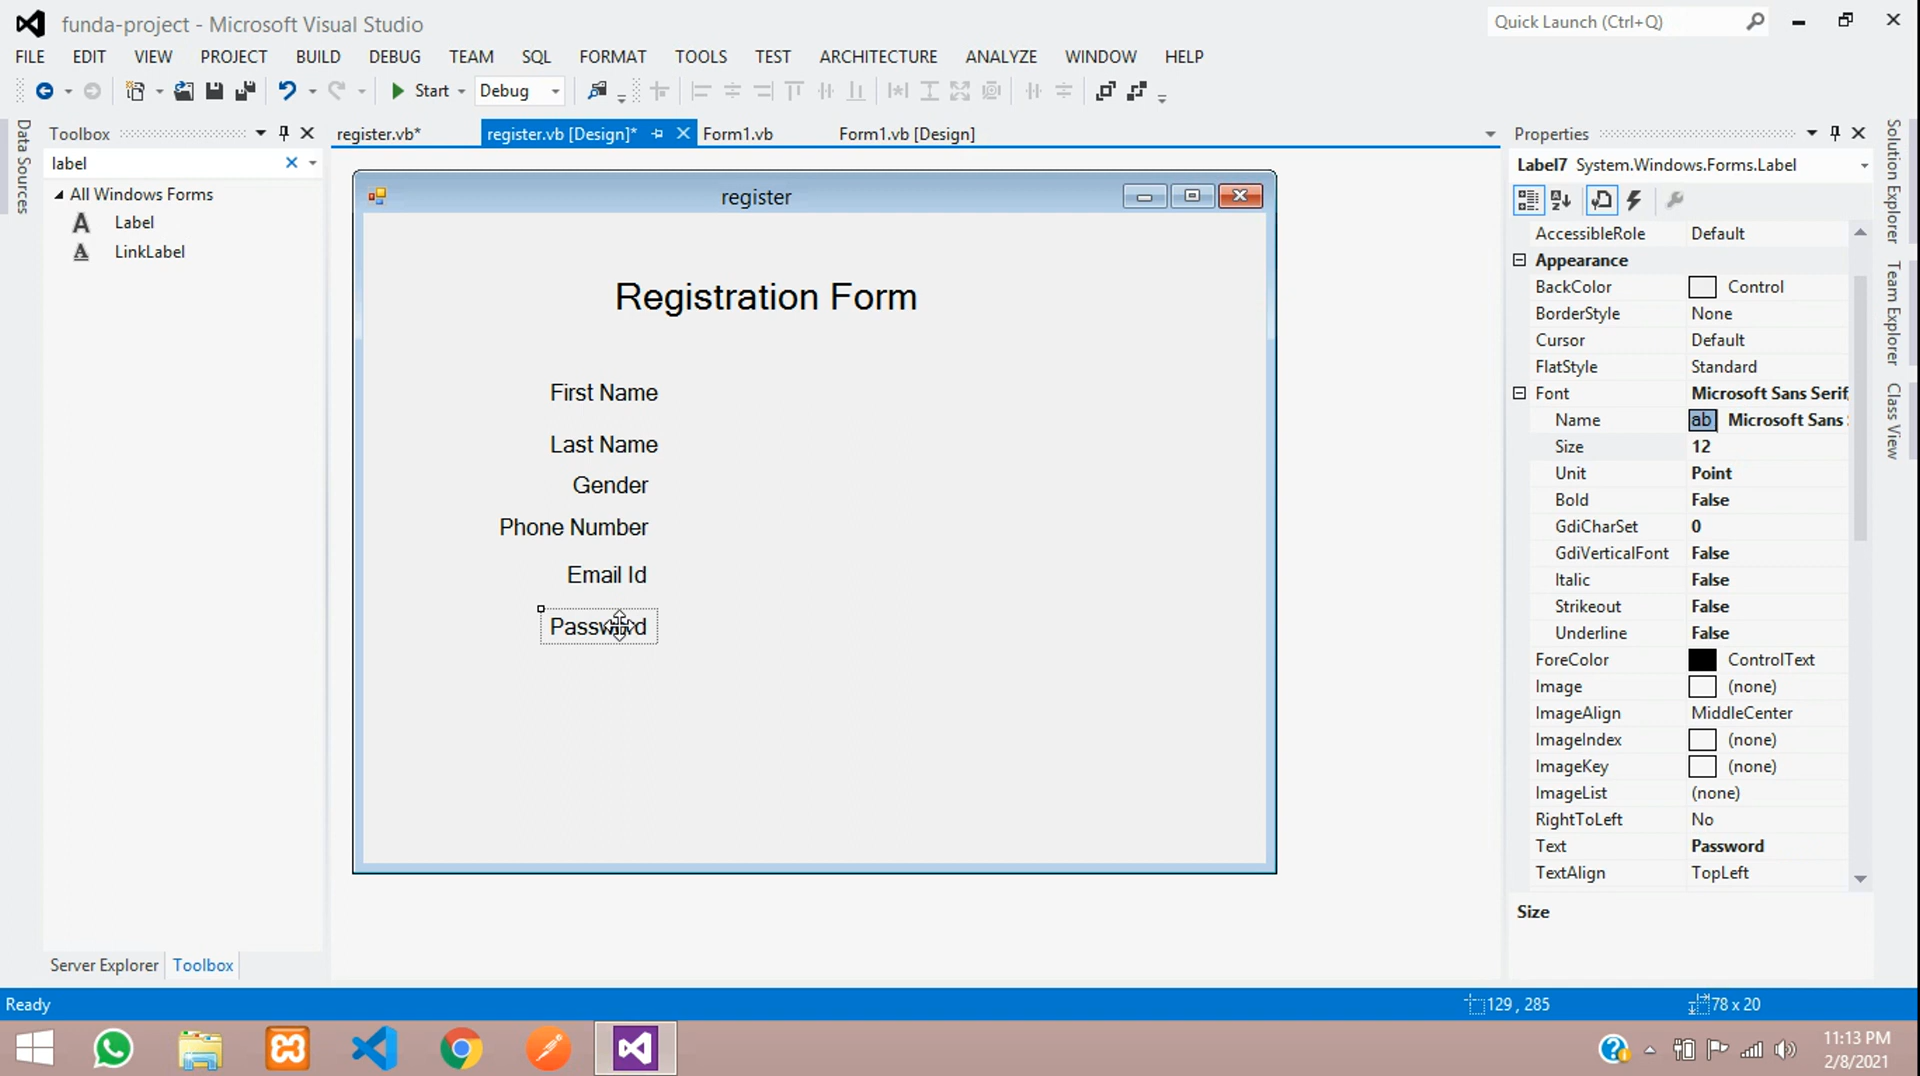 funda-project - Microsoft Visual Studio
Quick Launch (Ctrl+Q)
FILE EDIT VIEW PROJECT BUILD DEBUG TEAM SQL FORMAT TOOLS TEST ARCHITECTURE ANALYZE WINDOW HELP
Start Debug
Data Sources
Toolbox
label
All Windows Forms
A Label
A LinkLabel
Server Explorer Toolbox
register.vb* register.vb [Design]* Form1.vb Form1.vb [Design]
register
Registration Form
First Name
Last Name
Gender
Phone Number
Email Id
Password
Properties
Label7 System.Windows.Forms.Label
AccessibleRole Default
Appearance
BackColor Control
BorderStyle None
Cursor Default
FlatStyle Standard
Font Microsoft Sans Serif,
Name ab Microsoft Sans
Size 12
Unit Point
Bold False
GdiCharSet 0
GdiVerticalFont False
Italic False
Strikeout False
Underline False
ForeColor ControlText
Image (none)
ImageAlign MiddleCenter
ImageIndex (none)
ImageKey (none)
ImageList (none)
RightToLeft No
Text Password
TextAlign TopLeft
Size
Solution Explorer
Team Explorer
Class View
Ready
129 , 285
78 x 20
11:13 PM
2/8/2021